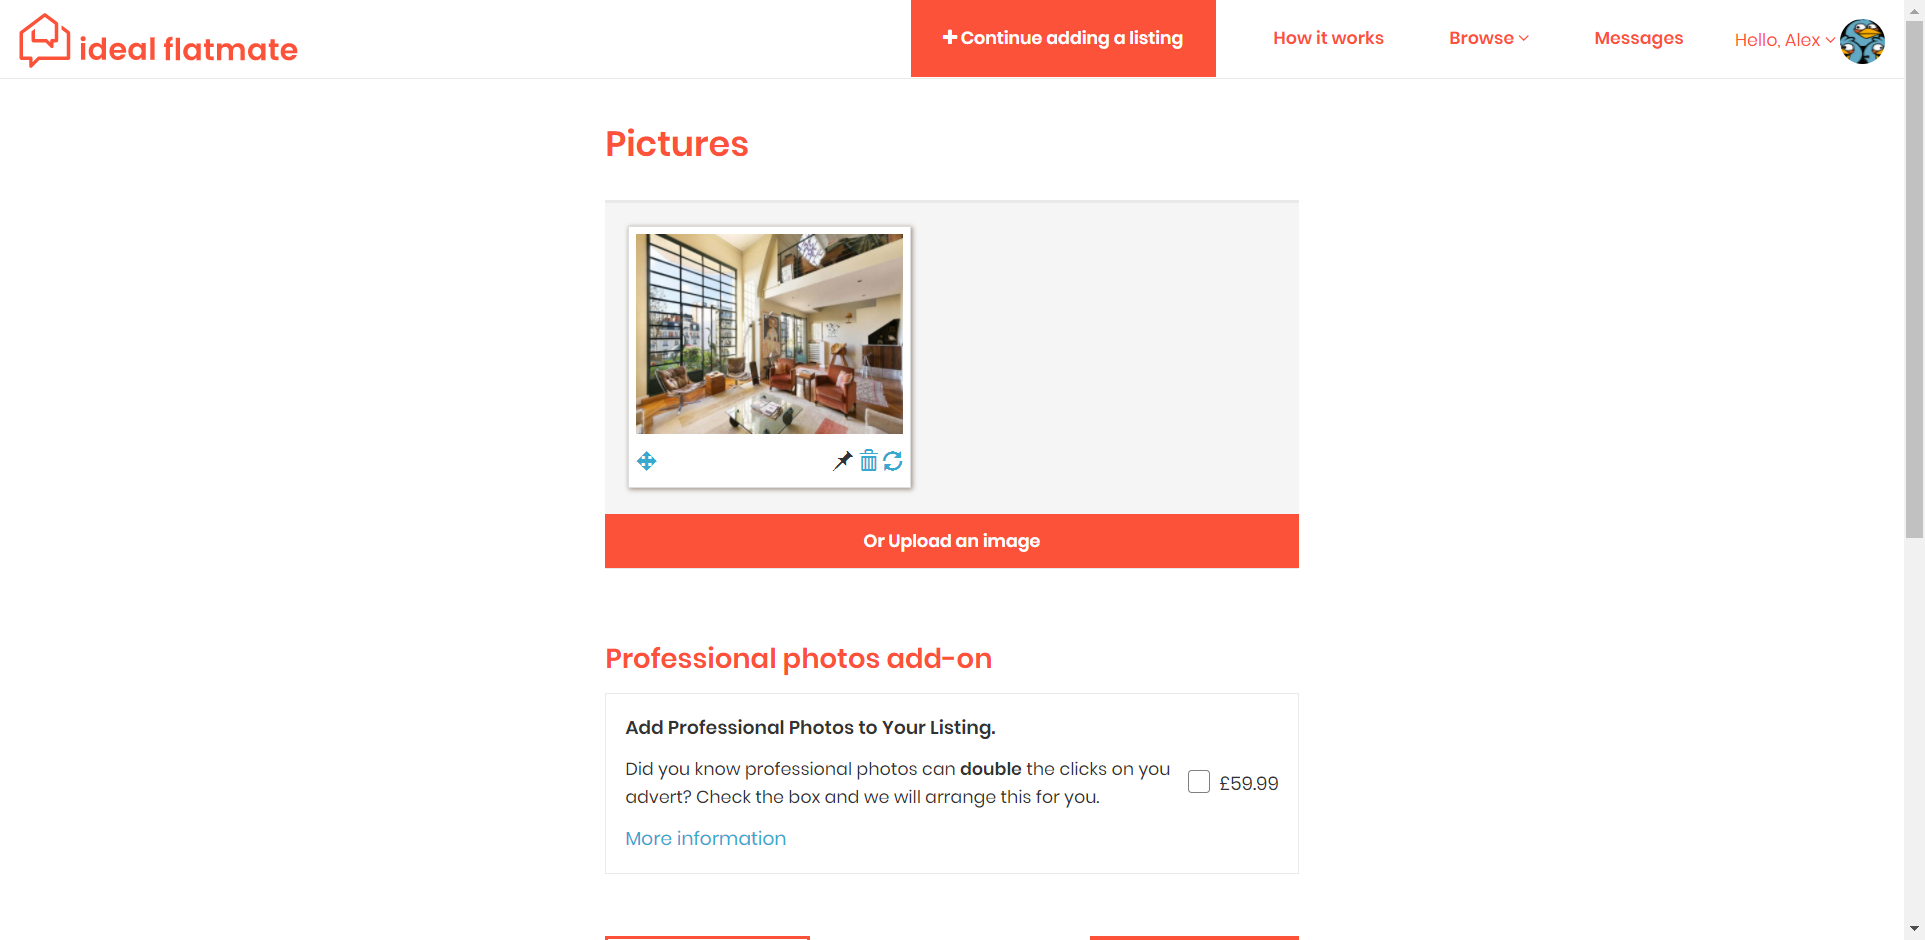 ideal flatmate
Continue adding a listing
How it works
Browse
Messages
Hello, Alex
Pictures
Or Upload an image
Professional photos add-on
Add Professional Photos to Your Listing.
Did you know professional photos can double the clicks on you
advert? Check the box and we will arrange this for you.
£59.99
More information